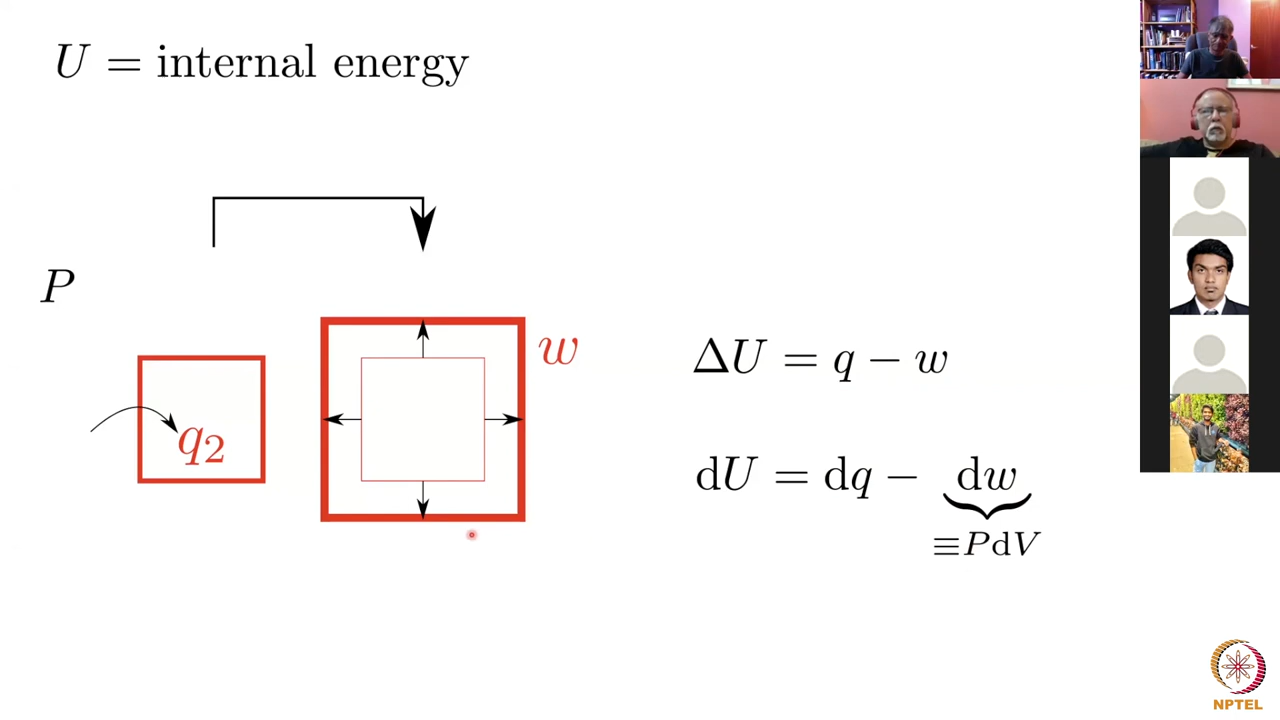 U = internal energy
P
w
q₂
ΔU = q − w
dU = dq − dw
≡PdV
NPTEL